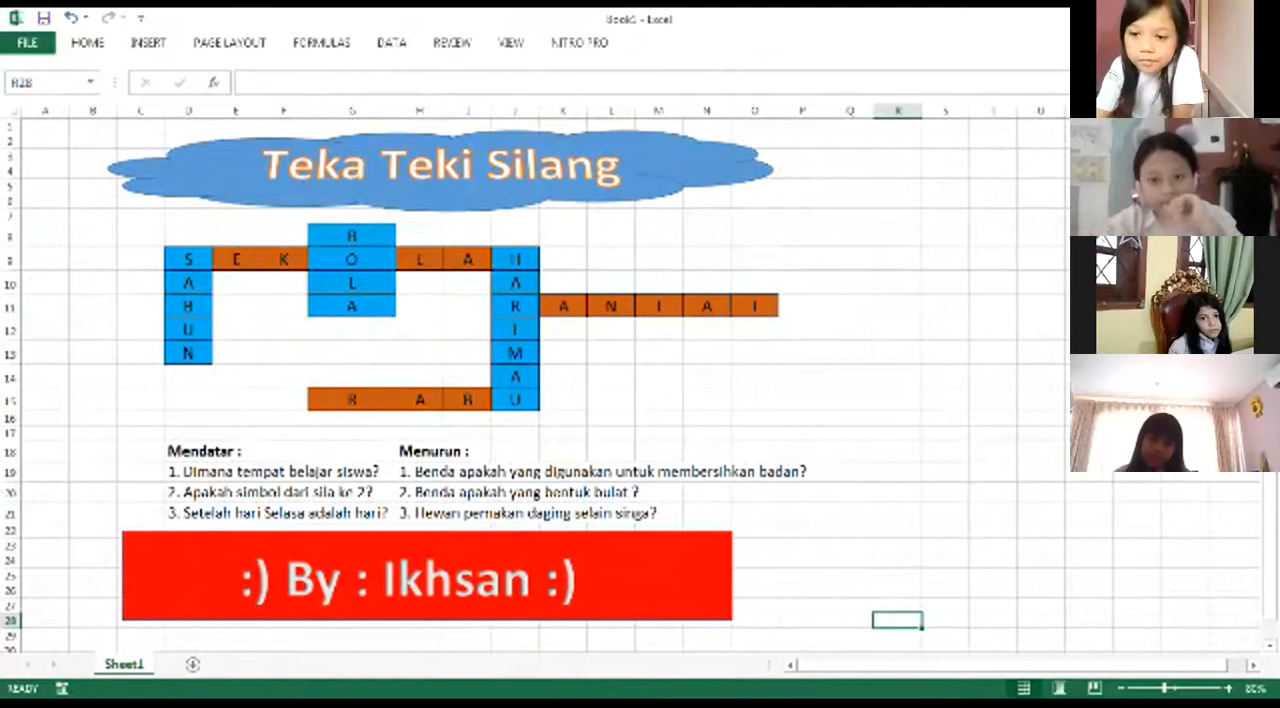 Book1 - Excel
FILE HOME INSERT PAGE LAYOUT FORMULAS DATA REVIEW VIEW NITRO PRO
R28
A B C D E F G H I J K L M N O P Q R S T U
Teka Teki Silang
B
S E K O L A H
A L A
B A R A N T A I
U I
N M
A
R A B U
Mendatar :
1. Dimana tempat belajar siswa?
2. Apakah simbol dari sila ke 2?
3. Setelah hari Selasa adalah hari?
Menurun :
1. Benda apakah yang digunakan untuk membersihkan badan?
2. Benda apakah yang bentuk bulat ?
3. Hewan pemakan daging selain singa?
:) By : Ikhsan :)
Sheet1
READY